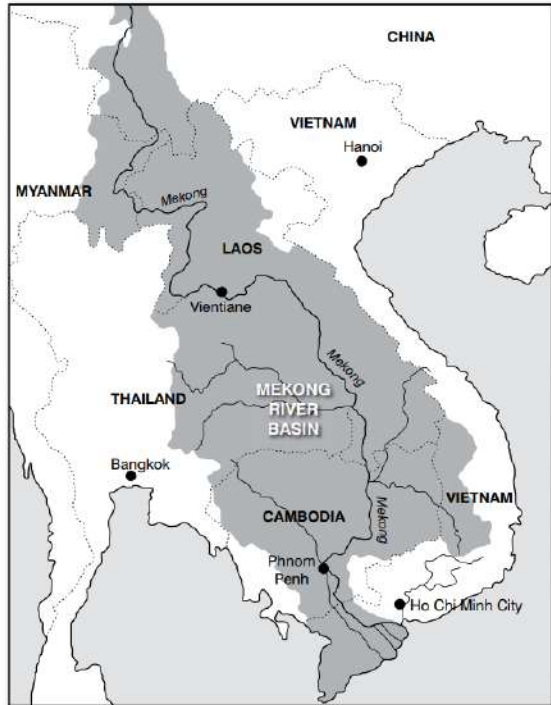 CHINA
VIETNAM
Hanoi
MYANMAR
Mekong
LAOS
Vientiane
Mekong
THAILAND
MEKONG
RIVER
BASIN
Bangkok
VIETNAM
CAMBODIA
Mekong
Phnom
Penh
Ho Chi Minh City